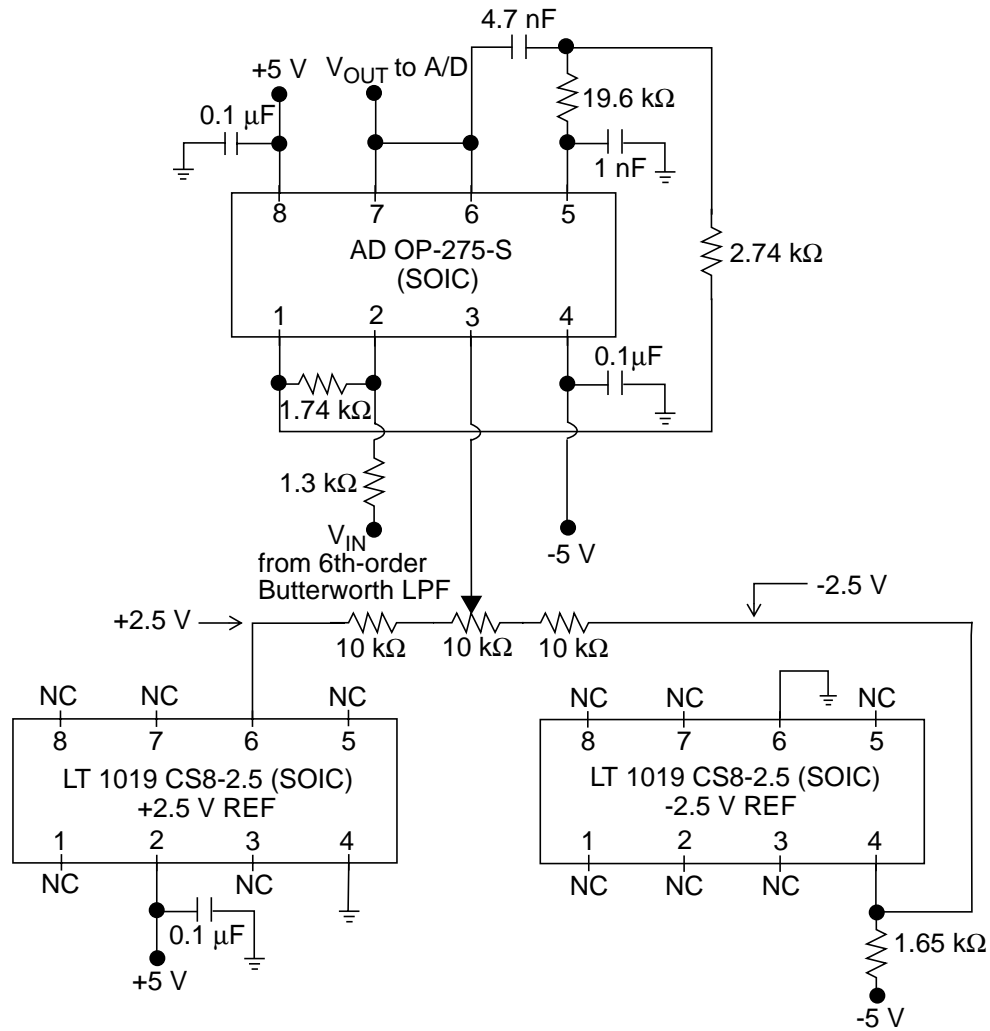 4.7 nF
+5 V
VOUT to A/D
19.6 kΩ
0.1 μF
1 nF
8 7 6 5
AD OP-275-S
(SOIC)
2.74 kΩ
1 2 3 4
0.1μF
1.74 kΩ
1.3 kΩ
VIN
-5 V
from 6th-order
Butterworth LPF
+2.5 V
-2.5 V
10 kΩ 10 kΩ 10 kΩ
NC NC NC
8 7 6 5
LT 1019 CS8-2.5 (SOIC)
+2.5 V REF
1 2 3 4
NC NC
0.1 μF
+5 V
NC NC NC
8 7 6 5
LT 1019 CS8-2.5 (SOIC)
-2.5 V REF
1 2 3 4
NC NC NC
1.65 kΩ
-5 V